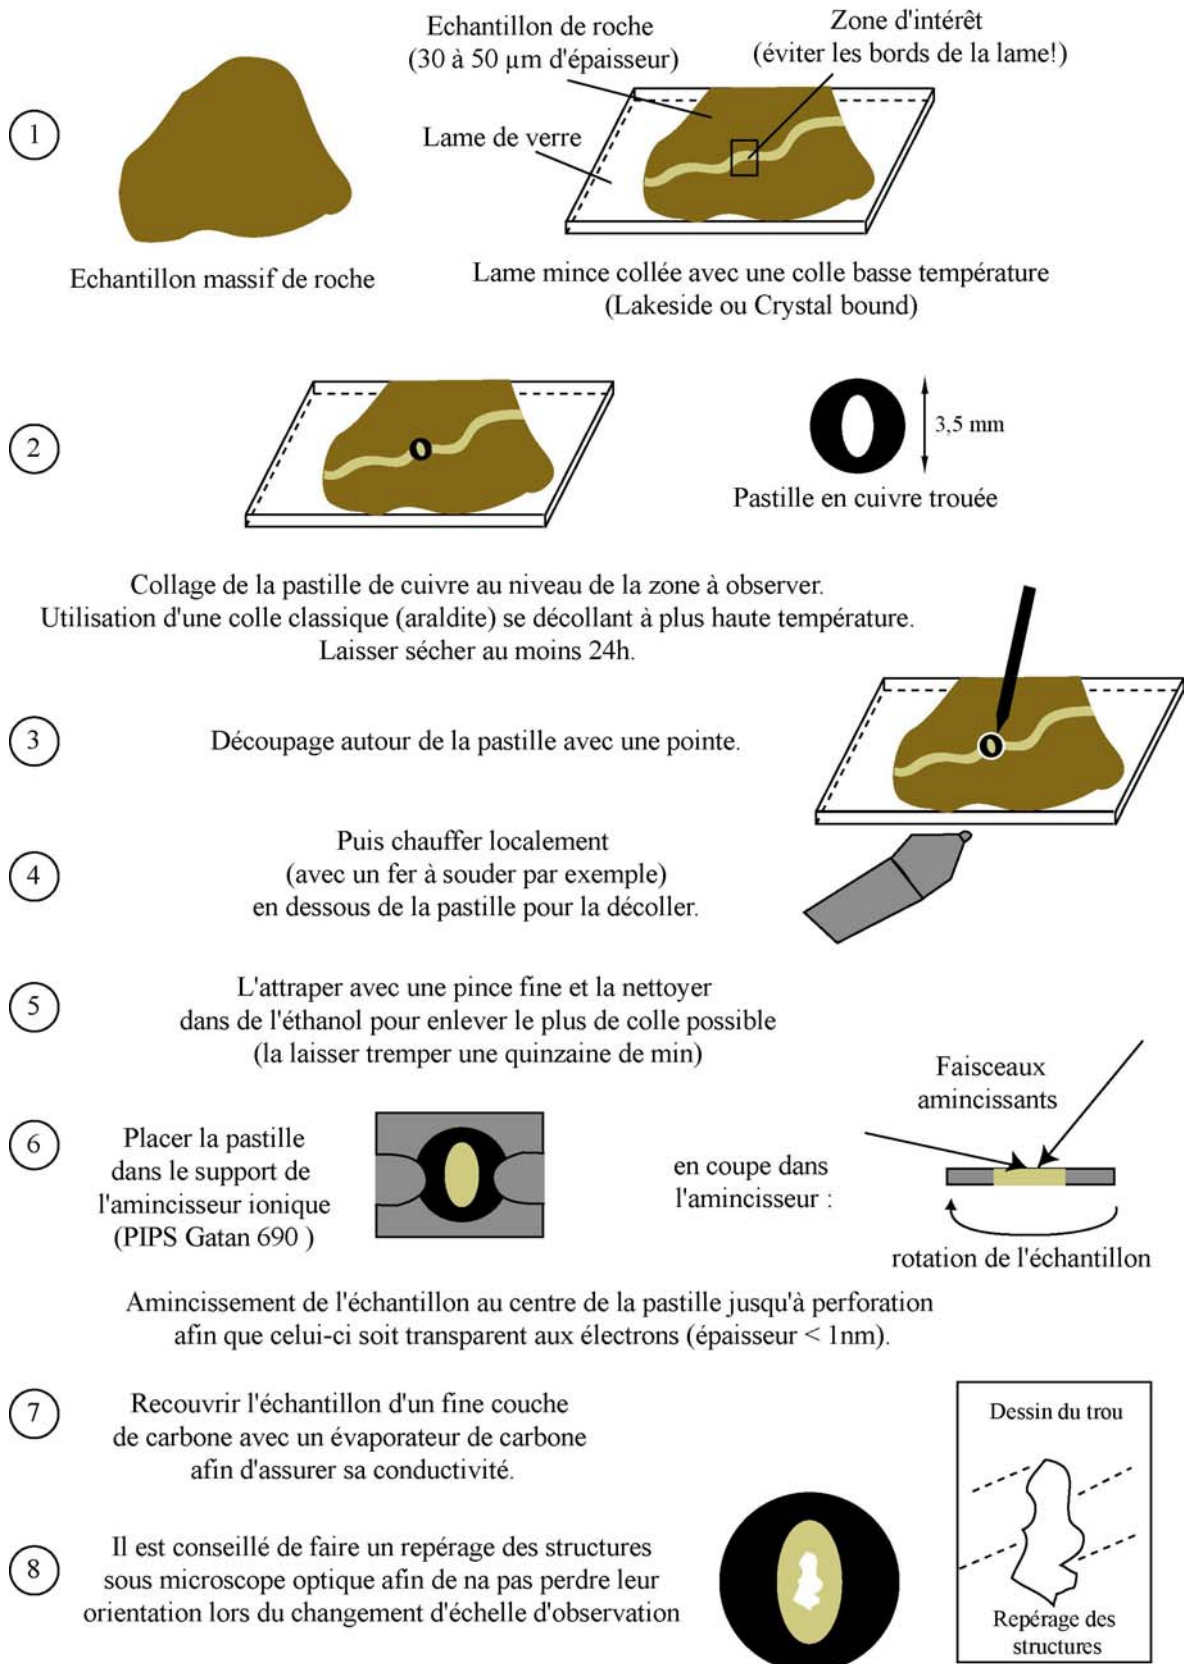 Echantillon de roche
(30 à 50 µm d'épaisseur)
Zone d'intérêt
(éviter les bords de la lame!)
1
Lame de verre
Echantillon massif de roche
Lame mince collée avec une colle basse température
(Lakeside ou Crystal bound)
2
3,5 mm
Pastille en cuivre trouée
Collage de la pastille de cuivre au niveau de la zone à observer.
Utilisation d'une colle classique (araldite) se décollant à plus haute température.
Laisser sécher au moins 24h.
3
Découpage autour de la pastille avec une pointe.
4
Puis chauffer localement
(avec un fer à souder par exemple)
en dessous de la pastille pour la décoller.
5
L'attraper avec une pince fine et la nettoyer
dans de l'éthanol pour enlever le plus de colle possible
(la laisser tremper une quinzaine de min)
6
Placer la pastille
dans le support de
l'amincisseur ionique
(PIPS Gatan 690 )
en coupe dans
l'amincisseur :
Faisceaux
amincissants
rotation de l'échantillon
Amincissement de l'échantillon au centre de la pastille jusqu'à perforation
afin que celui-ci soit transparent aux électrons (épaisseur < 1nm).
7
Recouvrir l'échantillon d'un fine couche
de carbone avec un évaporateur de carbone
afin d'assurer sa conductivité.
8
Il est conseillé de faire un repérage des structures
sous microscope optique afin de na pas perdre leur
orientation lors du changement d'échelle d'observation
Dessin du trou
Repérage des
structures